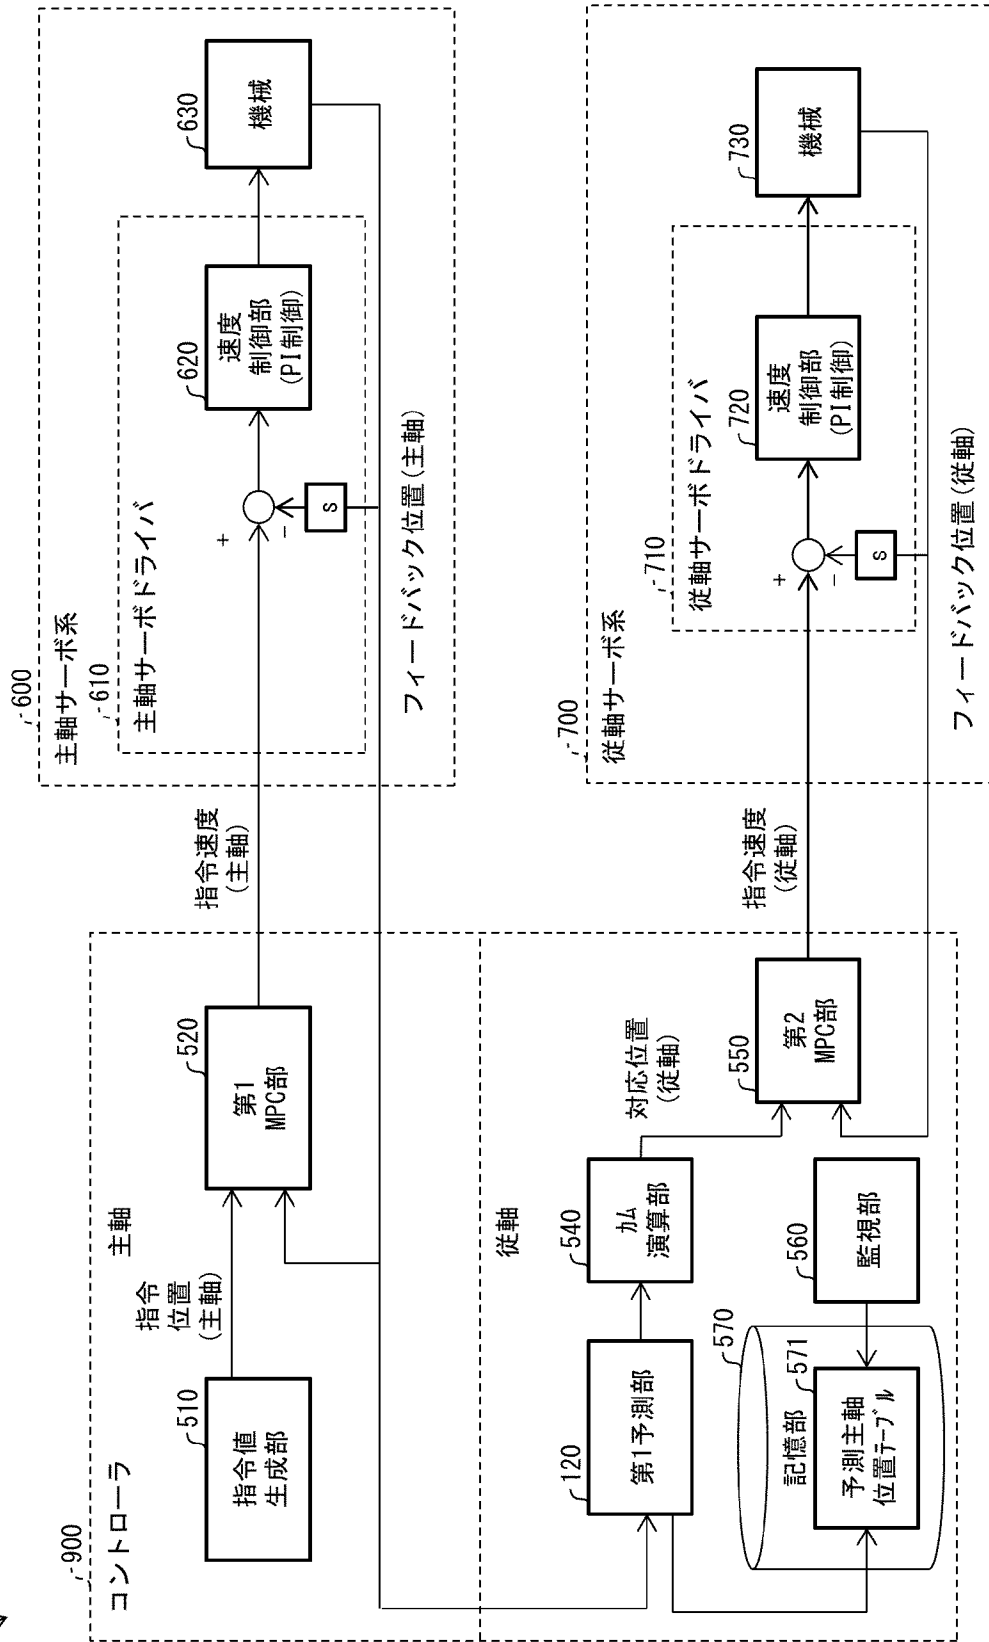 900
コントローラ
主軸
510
指令値
生成部
指令
位置
(主軸)
520
第1
MPC部
指令速度
(主軸)
600
主軸サーボ系
610
主軸サーボドライバ
+
-
s
620
速度
制御部
(PI制御)
630
機械
フィードバック位置(主軸)
従軸
120
第1予測部
540
カム
演算部
対応位置
(従軸)
550
第2
MPC部
560
監視部
570
記憶部
571
予測主軸
位置テーブル
指令速度
(従軸)
700
従軸サーボ系
710
従軸サーボドライバ
+
-
s
720
速度
制御部
(PI制御)
730
機械
フィードバック位置(従軸)